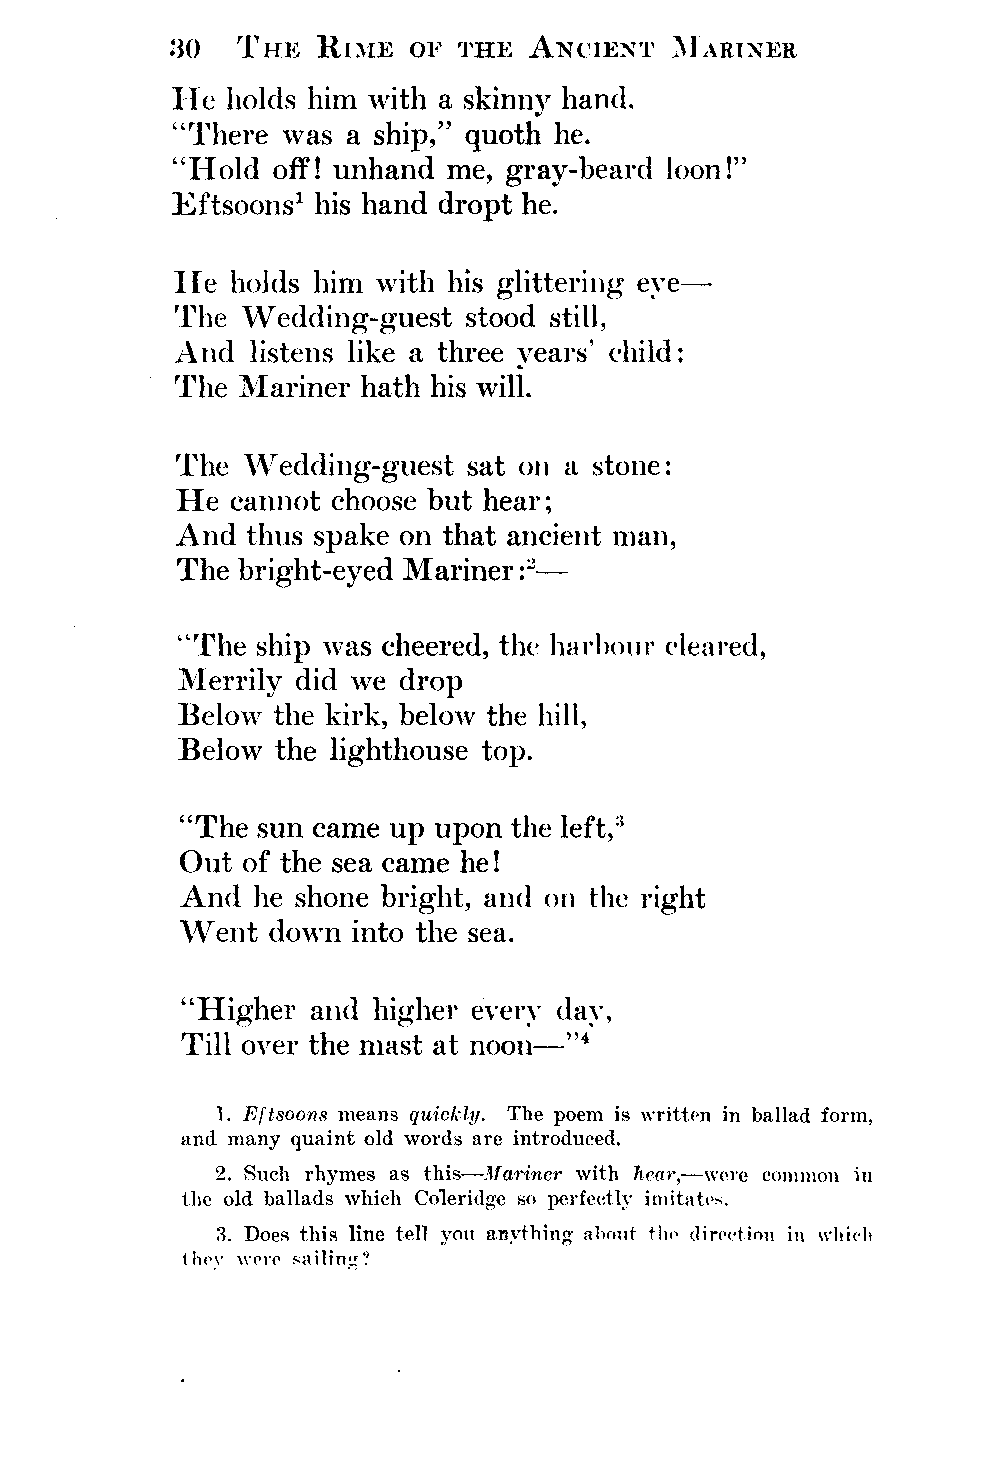 30 THE RIME OF THE ANCIENT MARINER
He holds him with a skinny hand.
“There was a ship,” quoth he.
“Hold off! unhand me, gray-beard loon!”
Eftsoons¹ his hand dropt he.
He holds him with his glittering eye—
The Wedding-guest stood still,
And listens like a three years’ child:
The Mariner hath his will.
The Wedding-guest sat on a stone:
He cannot choose but hear;
And thus spake on that ancient man,
The bright-eyed Mariner:²—
“The ship was cheered, the harbour cleared,
Merrily did we drop
Below the kirk, below the hill,
Below the lighthouse top.
“The sun came up upon the left,³
Out of the sea came he!
And he shone bright, and on the right
Went down into the sea.
“Higher and higher every day,
Till over the mast at noon—”⁴
1. Eftsoons means quickly. The poem is written in ballad form,
and many quaint old words are introduced.
2. Such rhymes as this—Mariner with hear,—were common in
the old ballads which Coleridge so perfectly imitates.
3. Does this line tell you anything about the direction in which
they were sailing?